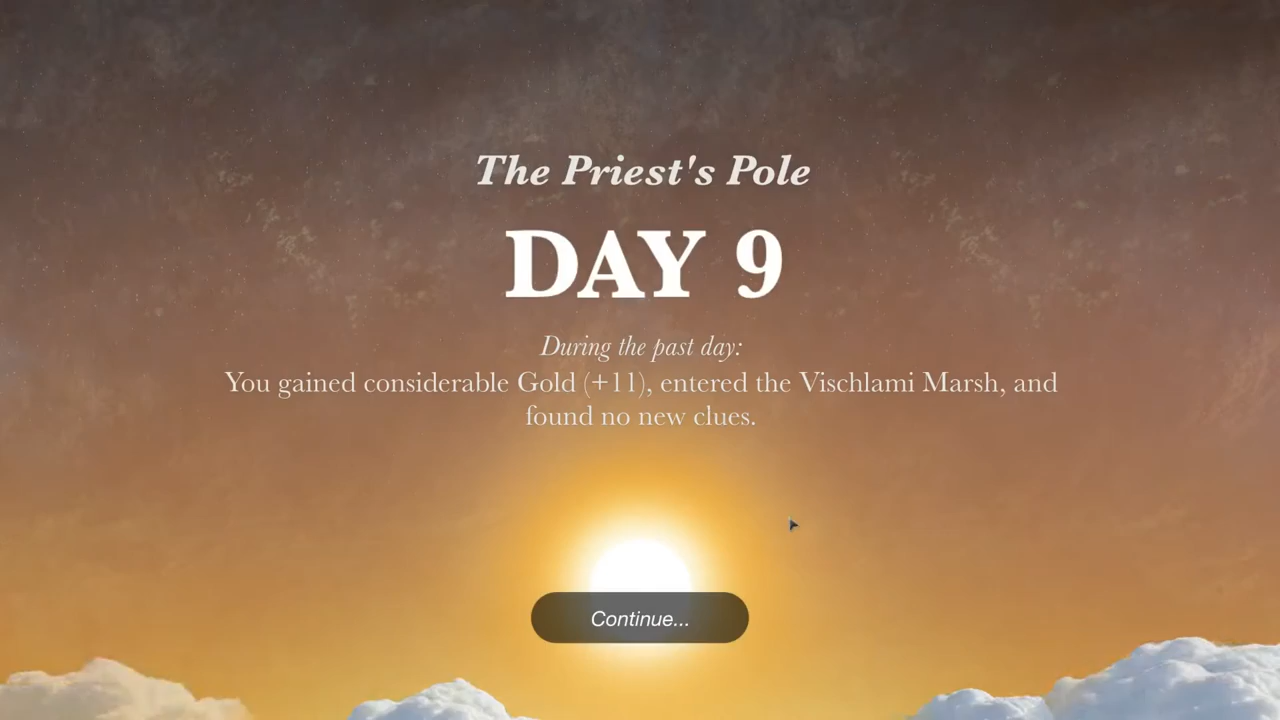 The Priest's Pole
DAY 9
During the past day:
You gained considerable Gold (+11), entered the Vischlami Marsh, and
found no new clues.
Continue...